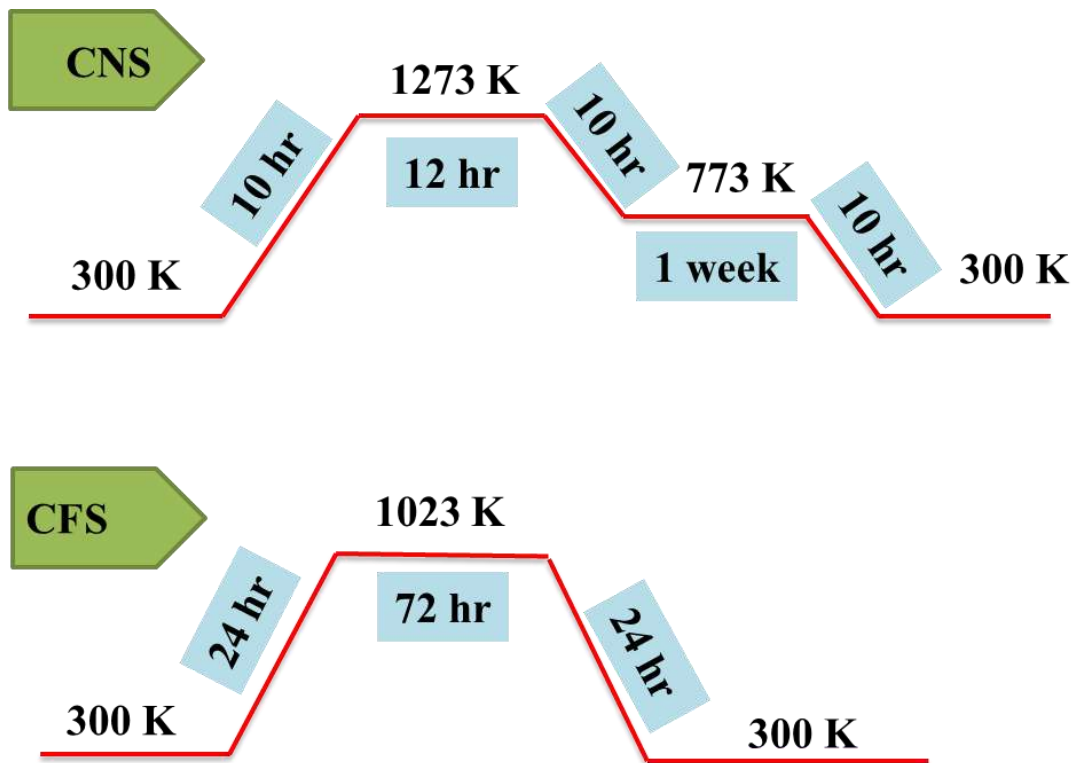 CNS
1273 K
10 hr
12 hr
10 hr
773 K
10 hr
300 K
1 week
300 K
CFS
1023 K
24 hr
72 hr
24 hr
300 K
300 K